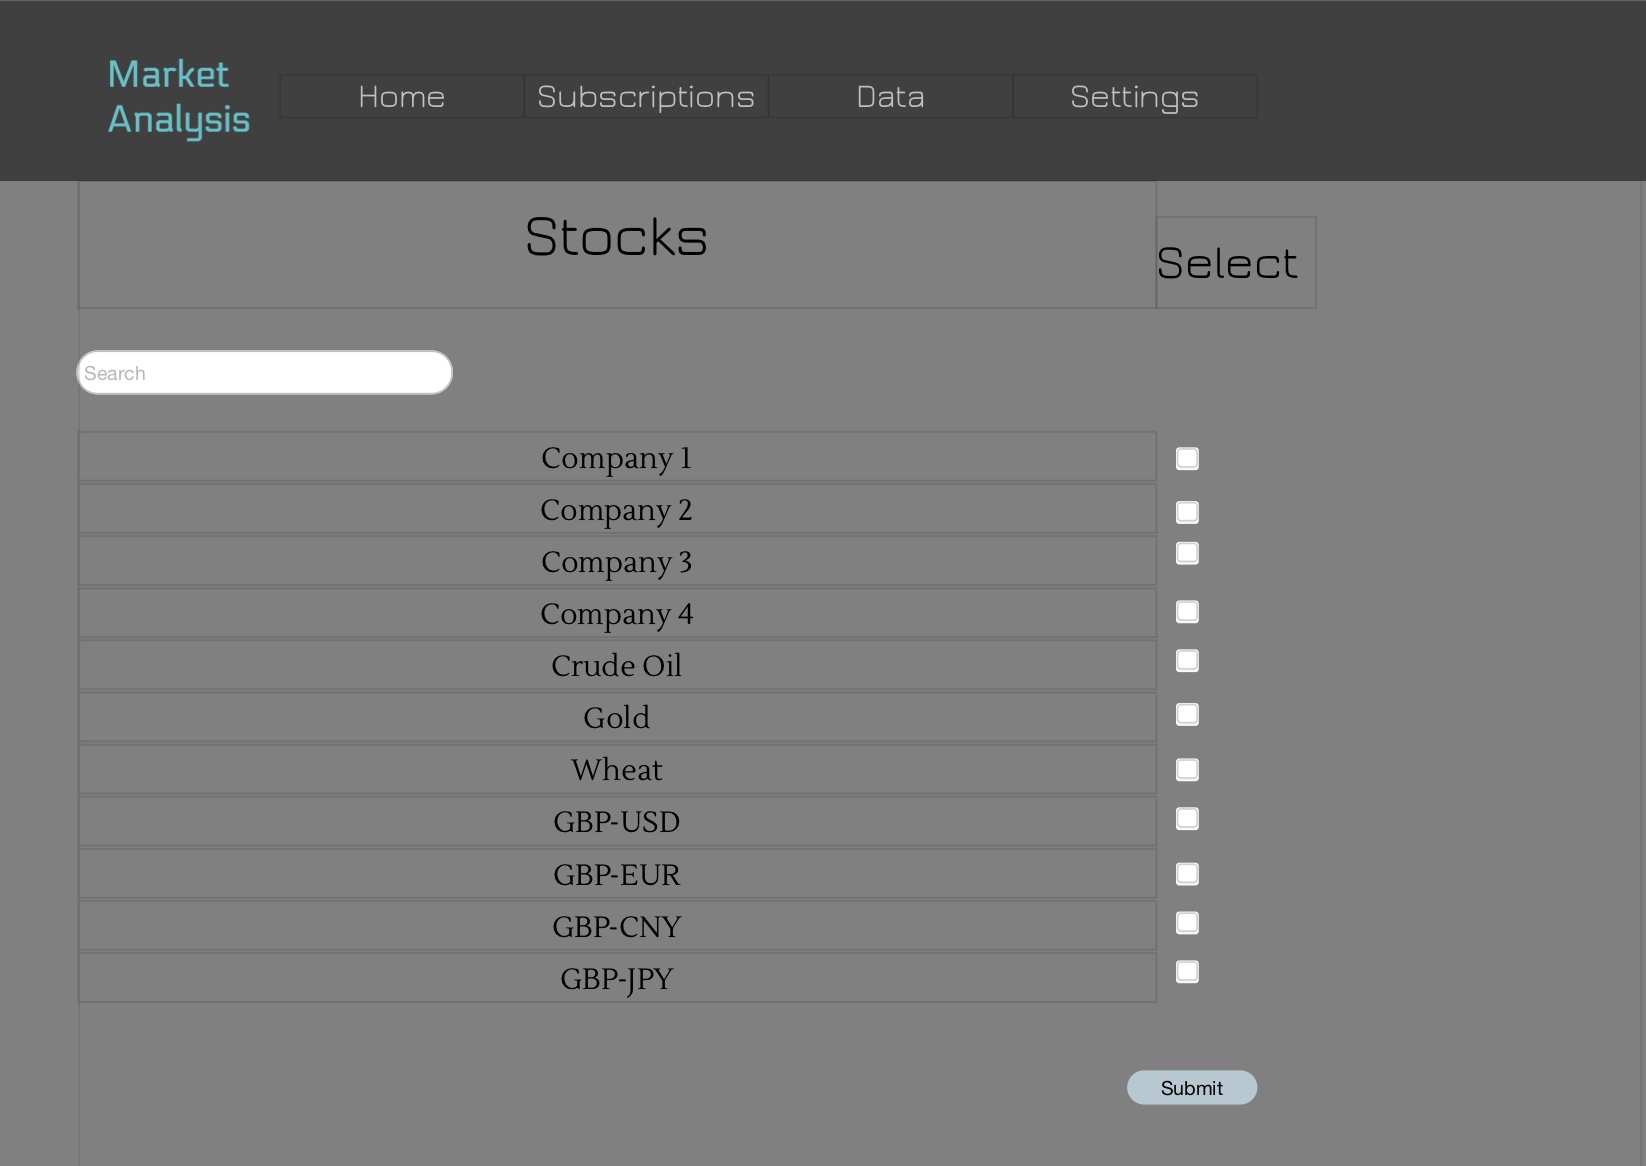 Market
Analysis
Home Subscriptions Data Settings
Stocks
Select
Search
Company 1
Company 2
Company 3
Company 4
Crude Oil
Gold
Wheat
GBP-USD
GBP-EUR
GBP-CNY
GBP-JPY
Submit